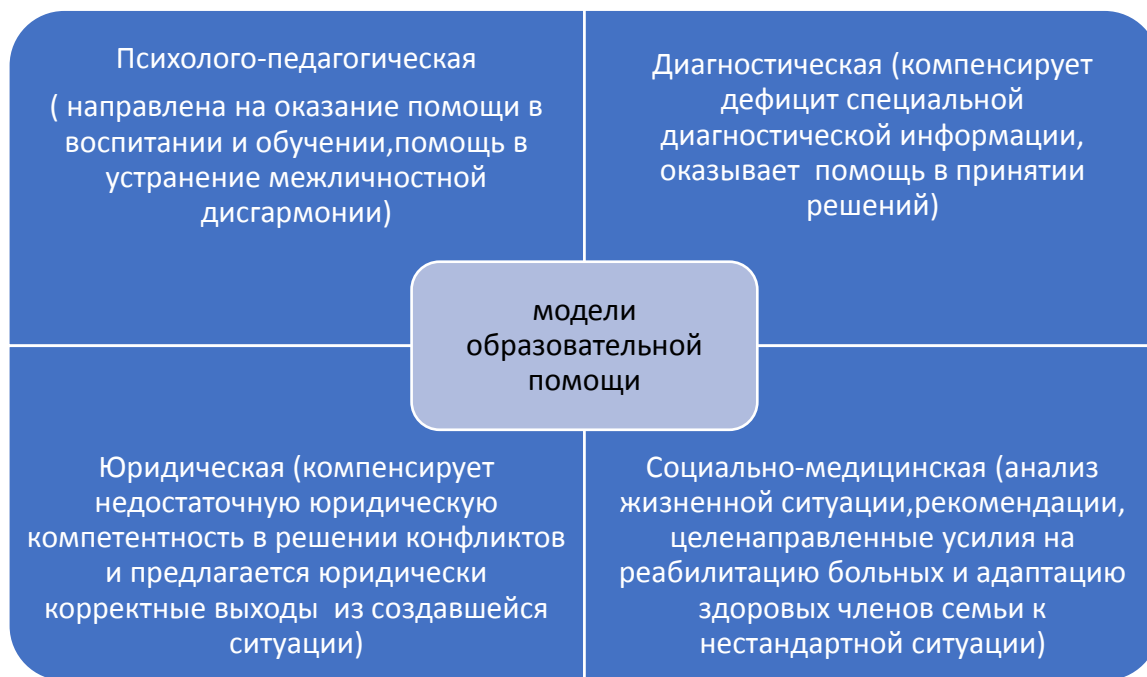 Психолого-педагогическая
( направлена на оказание помощи в
воспитании и обучении,помощь в
устранение межличностной
дисгармонии)
Диагностическая (компенсирует
дефицит специальной
диагностической информации,
оказывает помощь в принятии
решений)
модели
образовательной
помощи
Юридическая (компенсирует
недостаточную юридическую
компетентность в решении конфликтов
и предлагается юридически
корректные выходы из создавшейся
ситуации)
Социально-медицинская (анализ
жизненной ситуации,рекомендации,
целенаправленные усилия на
реабилитацию больных и адаптацию
здоровых членов семьи к
нестандартной ситуации)